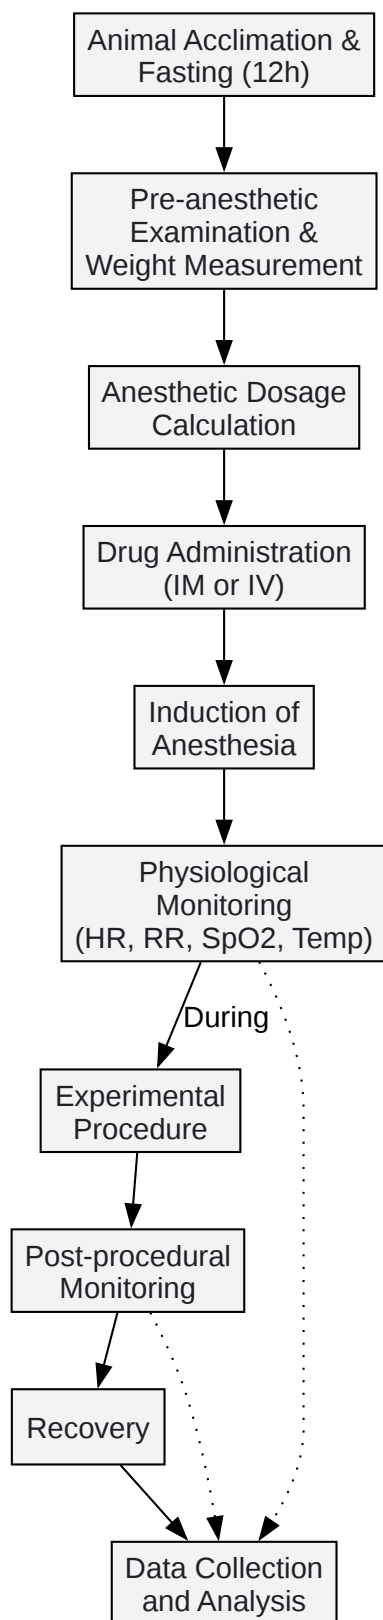 Animal Acclimation &
Fasting (12h)
Pre-anesthetic
Examination &
Weight Measurement
Anesthetic Dosage
Calculation
Drug Administration
(IM or IV)
Induction of
Anesthesia
Physiological
Monitoring
(HR, RR, SpO2, Temp)
During
Experimental
Procedure
Post-procedural
Monitoring
Recovery
Data Collection
and Analysis